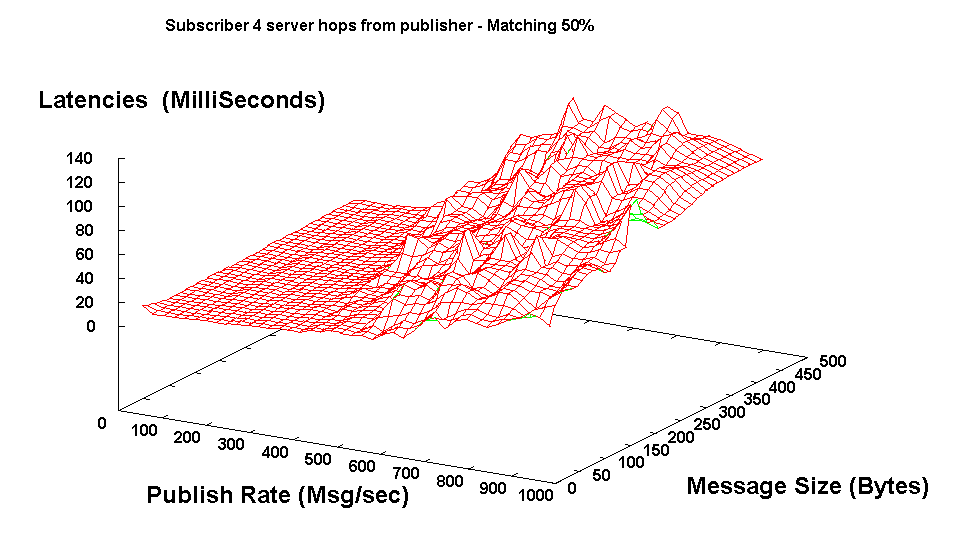 Subscriber 4 server hops from publisher - Matching 50%
Latencies (MilliSeconds)
140
120
100
80
60
40
20
0
0 100 200 300 400 500 600 700 800 900 1000
0 50 100 150 200 250 300 350 400 450 500
Publish Rate (Msg/sec)
Message Size (Bytes)